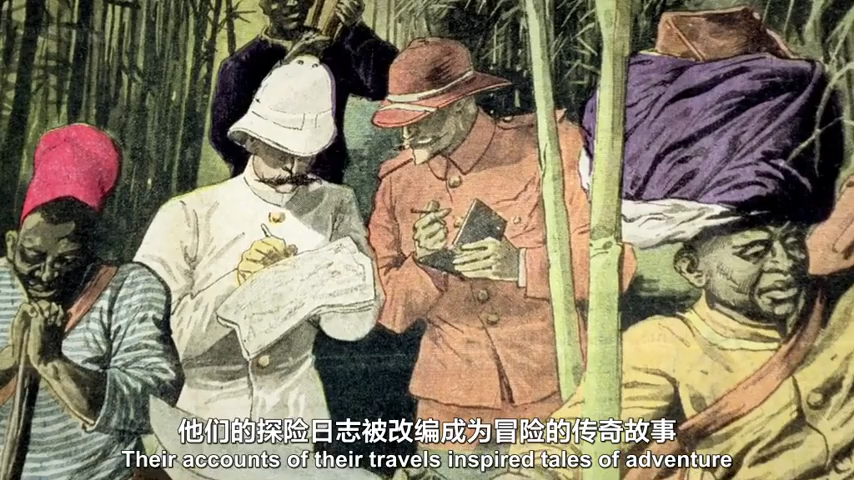 他们的探险日志被改编成为冒险的传奇故事
Their accounts of their travels inspired tales of adventure